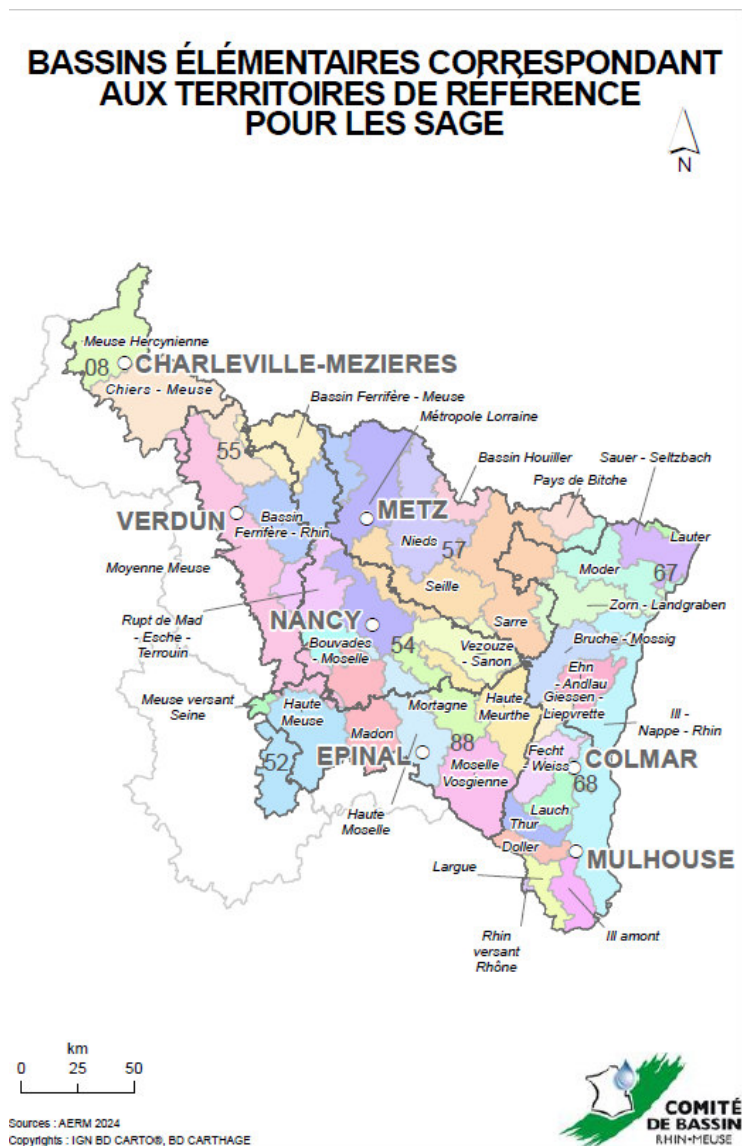 BASSINS ÉLÉMENTAIRES CORRESPONDANT
AUX TERRITOIRES DE RÉFÉRENCE
POUR LES SAGE
N
Meuse Hercynienne
08
CHARLEVILLE-MEZIERES
Chiers - Meuse
Bassin Ferrifère - Meuse
Métropole Lorraine
55
Bassin Houiller
Sauer - Seltzbach
Pays de Bitche
VERDUN
METZ
Bassin
Ferrifère - Rhin
Nieds
57
Lauter
Moder
67
Moyenne Meuse
Seille
Zorn - Landgraben
Rupt de Mad
- Esche -
Terrouin
NANCY
Sarre
54
Bouvades
- Moselle
Vezouze
- Sanon
Bruche - Mossig
Ehn
- Andlau
Giessen -
Liepvrette
Meuse versant
Seine
Haute
Meuse
Mortagne
Haute
Meurthe
Ill -
Nappe - Rhin
Madon
88
52
EPINAL
Moselle
Vosgienne
Fecht
- Weiss
COLMAR
68
Haute
Moselle
Lauch
Thur
Doller
MULHOUSE
Largue
Rhin
versant
Rhône
Ill amont
km
0 25 50
Sources : AERM 2024
Copyrights : IGN BD CARTO®, BD CARTHAGE
COMITÉ
DE BASSIN
RHIN-MEUSE